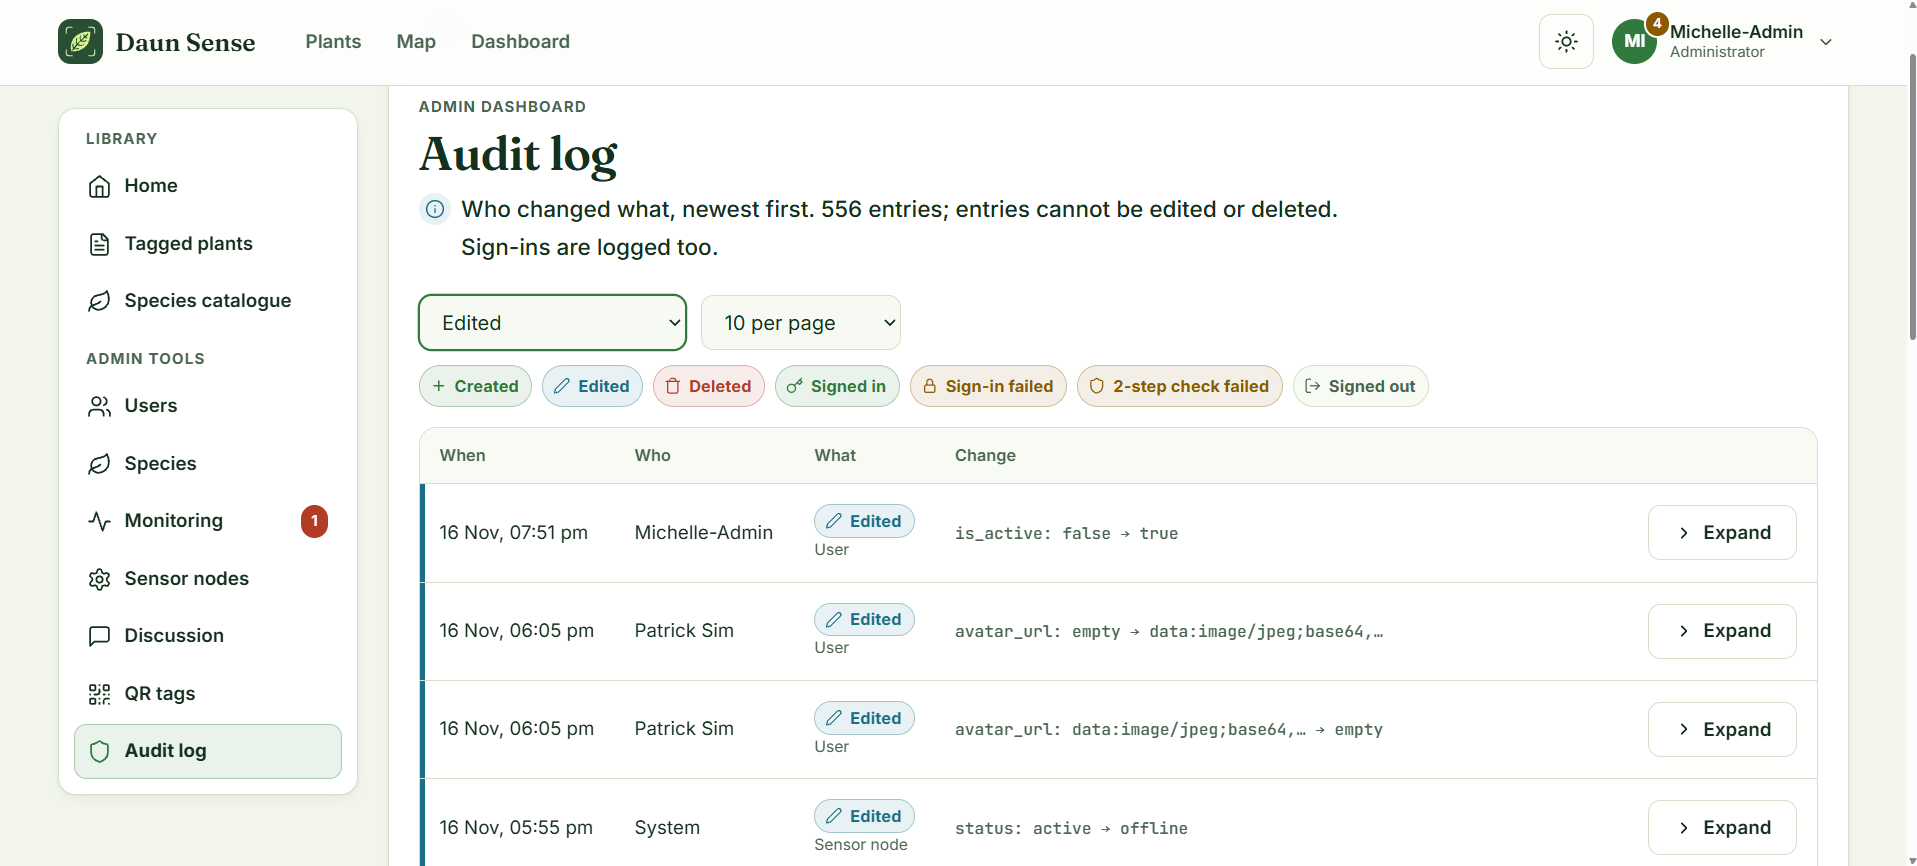 Daun Sense
Plants
Map
Dashboard
4
MI
Michelle-Admin
Administrator
LIBRARY
Home
Tagged plants
Species catalogue
ADMIN TOOLS
Users
Species
Monitoring
1
Sensor nodes
Discussion
QR tags
Audit log
ADMIN DASHBOARD
Audit log
Who changed what, newest first. 556 entries; entries cannot be edited or deleted.
Sign-ins are logged too.
Edited
10 per page
+ Created
Edited
Deleted
Signed in
Sign-in failed
2-step check failed
Signed out
When Who What Change
16 Nov, 07:51 pm Michelle-Admin Edited is_active: false → true Expand
User
16 Nov, 06:05 pm Patrick Sim Edited avatar_url: empty → data:image/jpeg;base64,… Expand
User
16 Nov, 06:05 pm Patrick Sim Edited avatar_url: data:image/jpeg;base64,… → empty Expand
User
16 Nov, 05:55 pm System Edited status: active → offline Expand
Sensor node